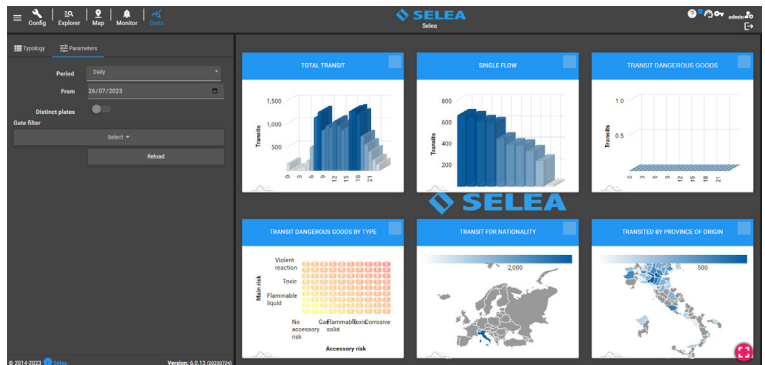 Config Explorer Map Monitor Stats
SELEA
Selea
admin
Typology Parameters
Period Daily
From 26/07/2023
Distinct plates
Gate filter
Select
Reload
© 2014-2023 Selea Version: 6.0.13 (20230724)
TOTAL TRANSIT
Transits
1,500
1,000
500
0 3 6 9 12 15 18 21
SINGLE FLOW
Transits
800
600
400
200
TRANSIT DANGEROUS GOODS
Transits
1.0
0.5
0 3 6 9 12 15 18 21
SELEA
TRANSIT DANGEROUS GOODS BY TYPE
Main risk
Violent
reaction
Toxic
Flammable
liquid
No
accessory
risk
Gas
Flammable
solid
Toxic
Corrosive
Accessory risk
TRANSIT FOR NATIONALITY
2,000
TRANSITED BY PROVINCE OF ORIGIN
500